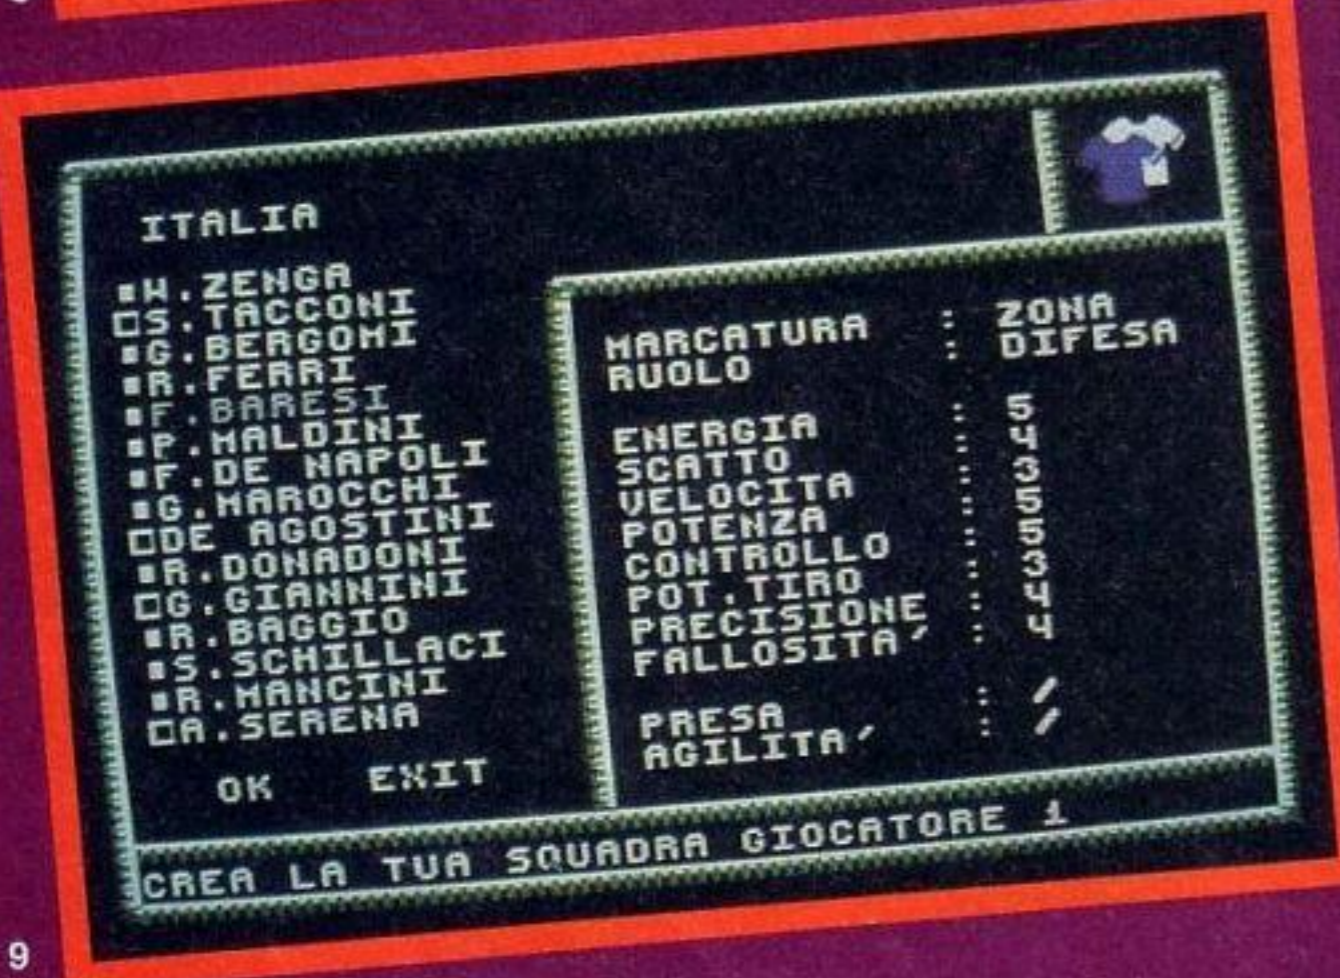 ITALIA
W.ZENGA
S.TACCONI
G.BERGOMI
R.FERRI
F.BARESI
P.MALDINI
F.DE NAPOLI
G.MAROCCHI
DE AGOSTINI
R.DONADONI
G.GIANNINI
R.BAGGIO
S.SCHILLACI
R.MANCINI
A.SERENA
OK EXIT
MARCATURA : ZONA
RUOLO : DIFESA
ENERGIA : 5
SCATTO : 4
VELOCITA : 3
POTENZA : 5
CONTROLLO : 5
POT.TIRO : 3
PRECISIONE : 4
FALLOSITA' : 4
PRESA : /
AGILITA' : /
CREA LA TUA SQUADRA GIOCATORE 1
9